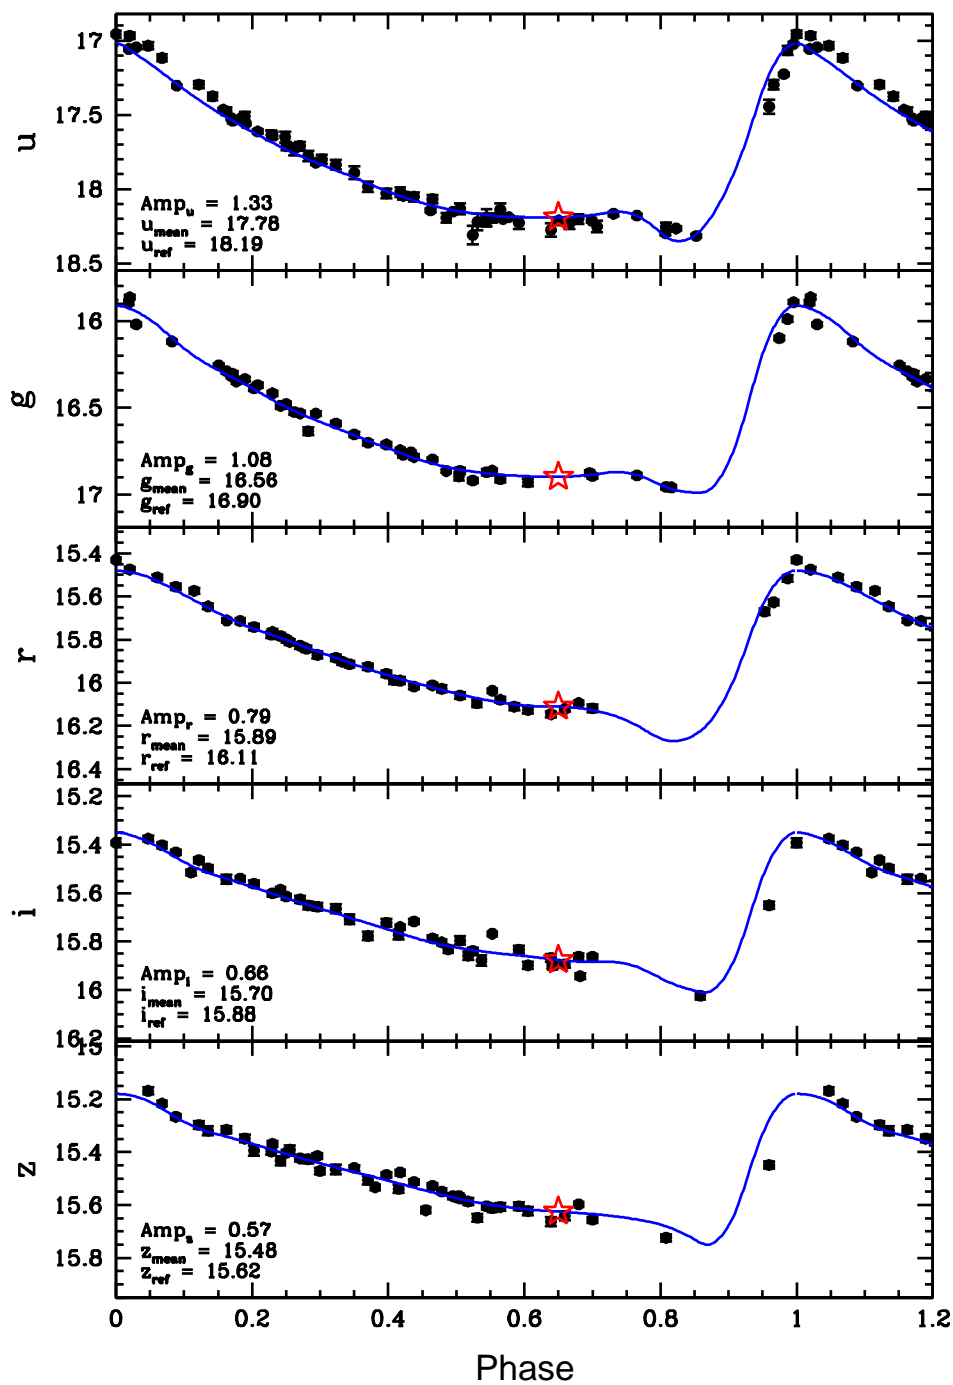 17
17.5
18
18.5
u
Amp_u = 1.33
u_mean = 17.78
u_ref = 18.19
16
16.5
17
g
Amp_g = 1.08
g_mean = 16.56
g_ref = 16.90
15.4
15.6
15.8
16
16.2
16.4
r
Amp_r = 0.79
r_mean = 15.89
r_ref = 16.11
15.2
15.4
15.6
15.8
16
16.2
i
Amp_i = 0.66
i_mean = 15.70
i_ref = 15.88
15
15.2
15.4
15.6
15.8
z
Amp_z = 0.57
z_mean = 15.48
z_ref = 15.62
0 0.2 0.4 0.6 0.8 1 1.2
Phase